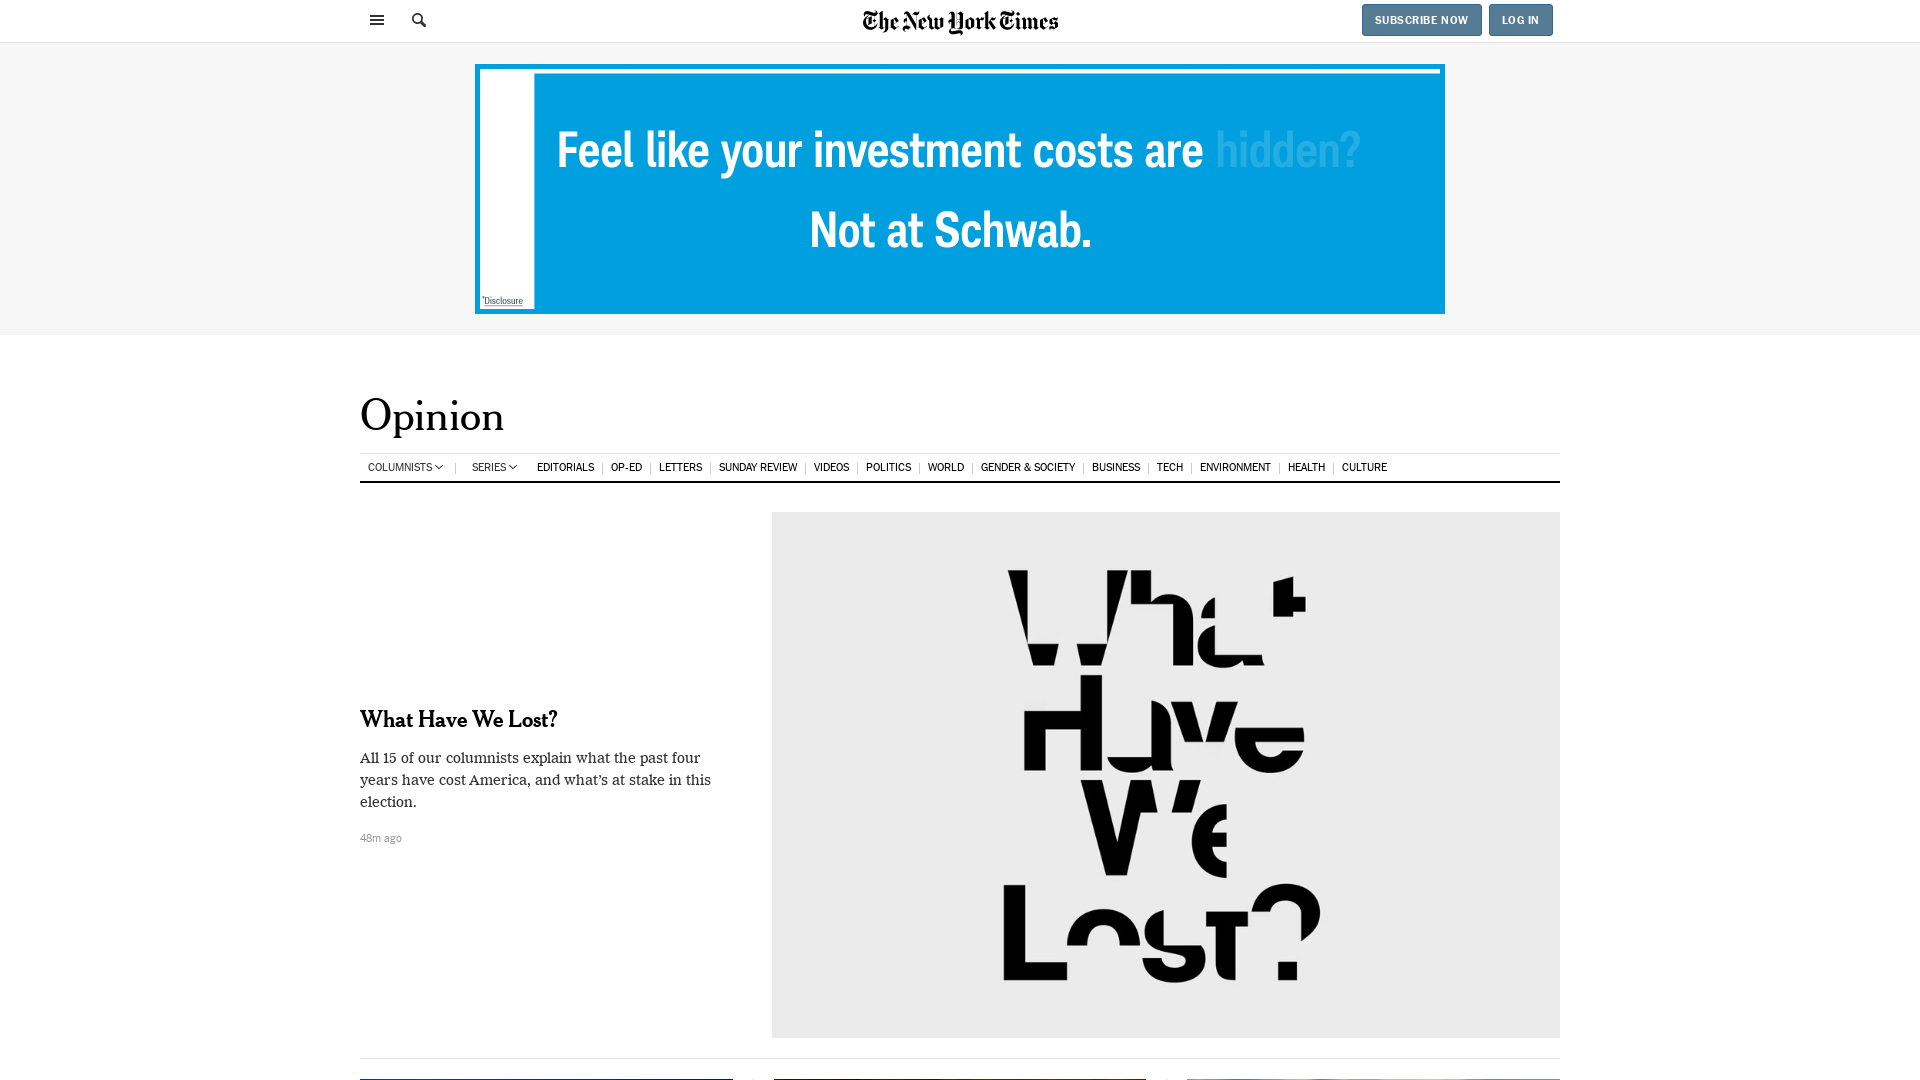 The New York Times
SUBSCRIBE NOW
LOG IN
Feel like your investment costs are hidden?
Not at Schwab.
*Disclosure
Opinion
COLUMNISTS SERIES EDITORIALS OP-ED LETTERS SUNDAY REVIEW VIDEOS POLITICS WORLD GENDER & SOCIETY BUSINESS TECH ENVIRONMENT HEALTH CULTURE
What Have We Lost?
All 15 of our columnists explain what the past four
years have cost America, and what’s at stake in this
election.
48m ago
What
Have
We
Lost?